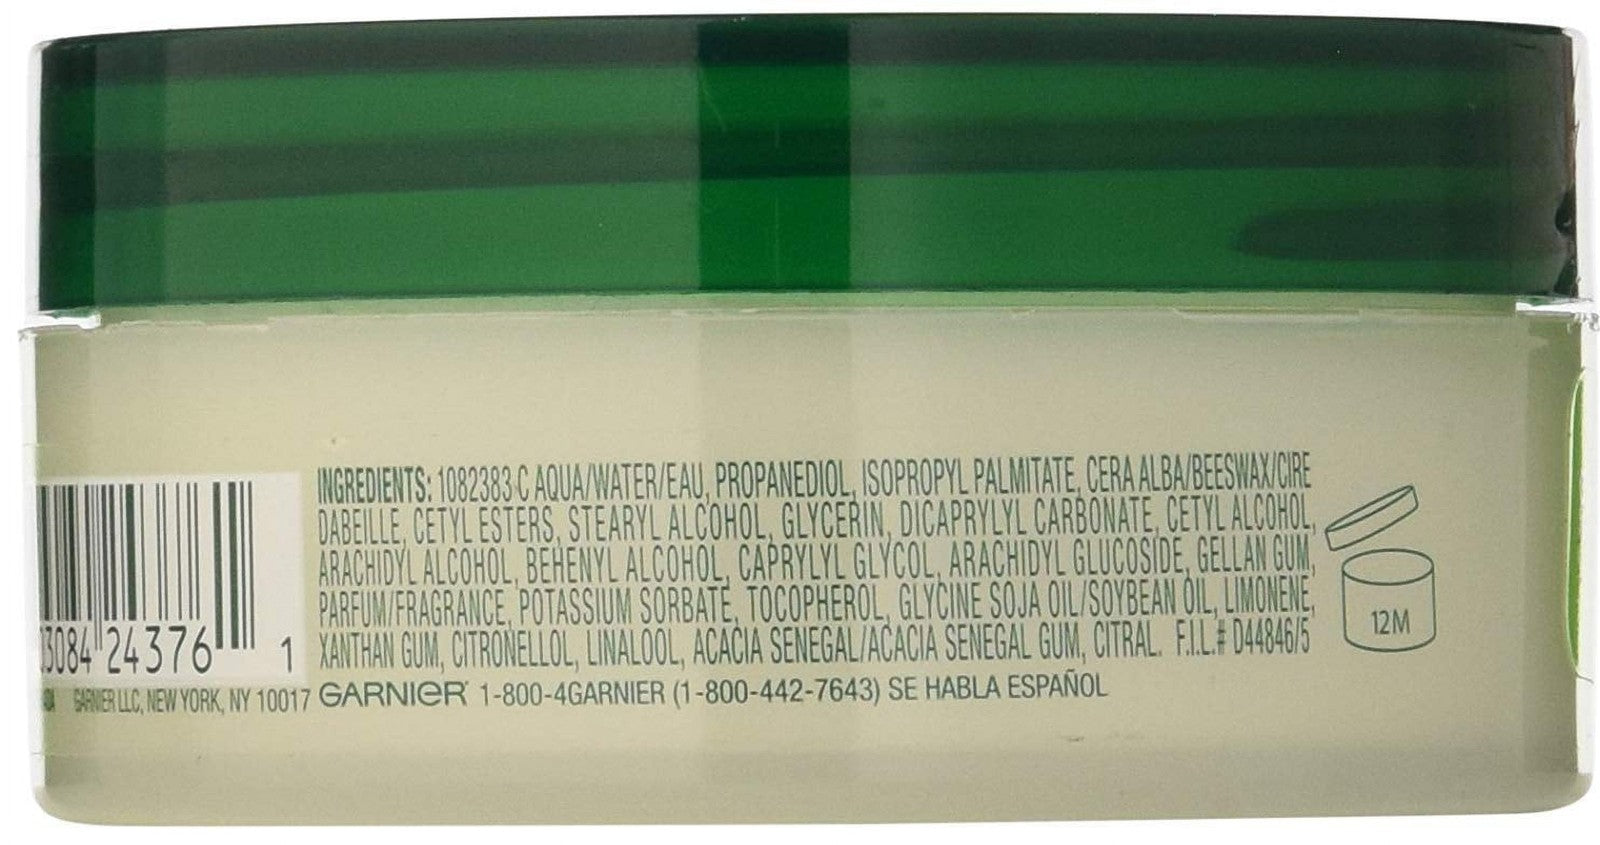 INGREDIENTS: 1082383 C AQUA/WATER/EAU, PROPANEDIOL, ISOPROPYL PALMITATE, CERA ALBA/BEESWAX/CIRE
DABEILLE, CETYL ESTERS, STEARYL ALCOHOL, GLYCERIN, DICAPRYLYL CARBONATE, CETYL ALCOHOL,
ARACHIDYL ALCOHOL, BEHENYL ALCOHOL, CAPRYLYL GLYCOL, ARACHIDYL GLUCOSIDE, GELLAN GUM,
PARFUM/FRAGRANCE, POTASSIUM SORBATE, TOCOPHEROL, GLYCINE SOJA OIL/SOYBEAN OIL, LIMONENE,
XANTHAN GUM, CITRONELLOL, LINALOOL, ACACIA SENEGAL/ACACIA SENEGAL GUM, CITRAL. F.I.L.# D44846/5
12M
03084 24376 1
GARNIER LLC, NEW YORK, NY 10017 GARNIER 1-800-4GARNIER (1-800-442-7643) SE HABLA ESPAÑOL